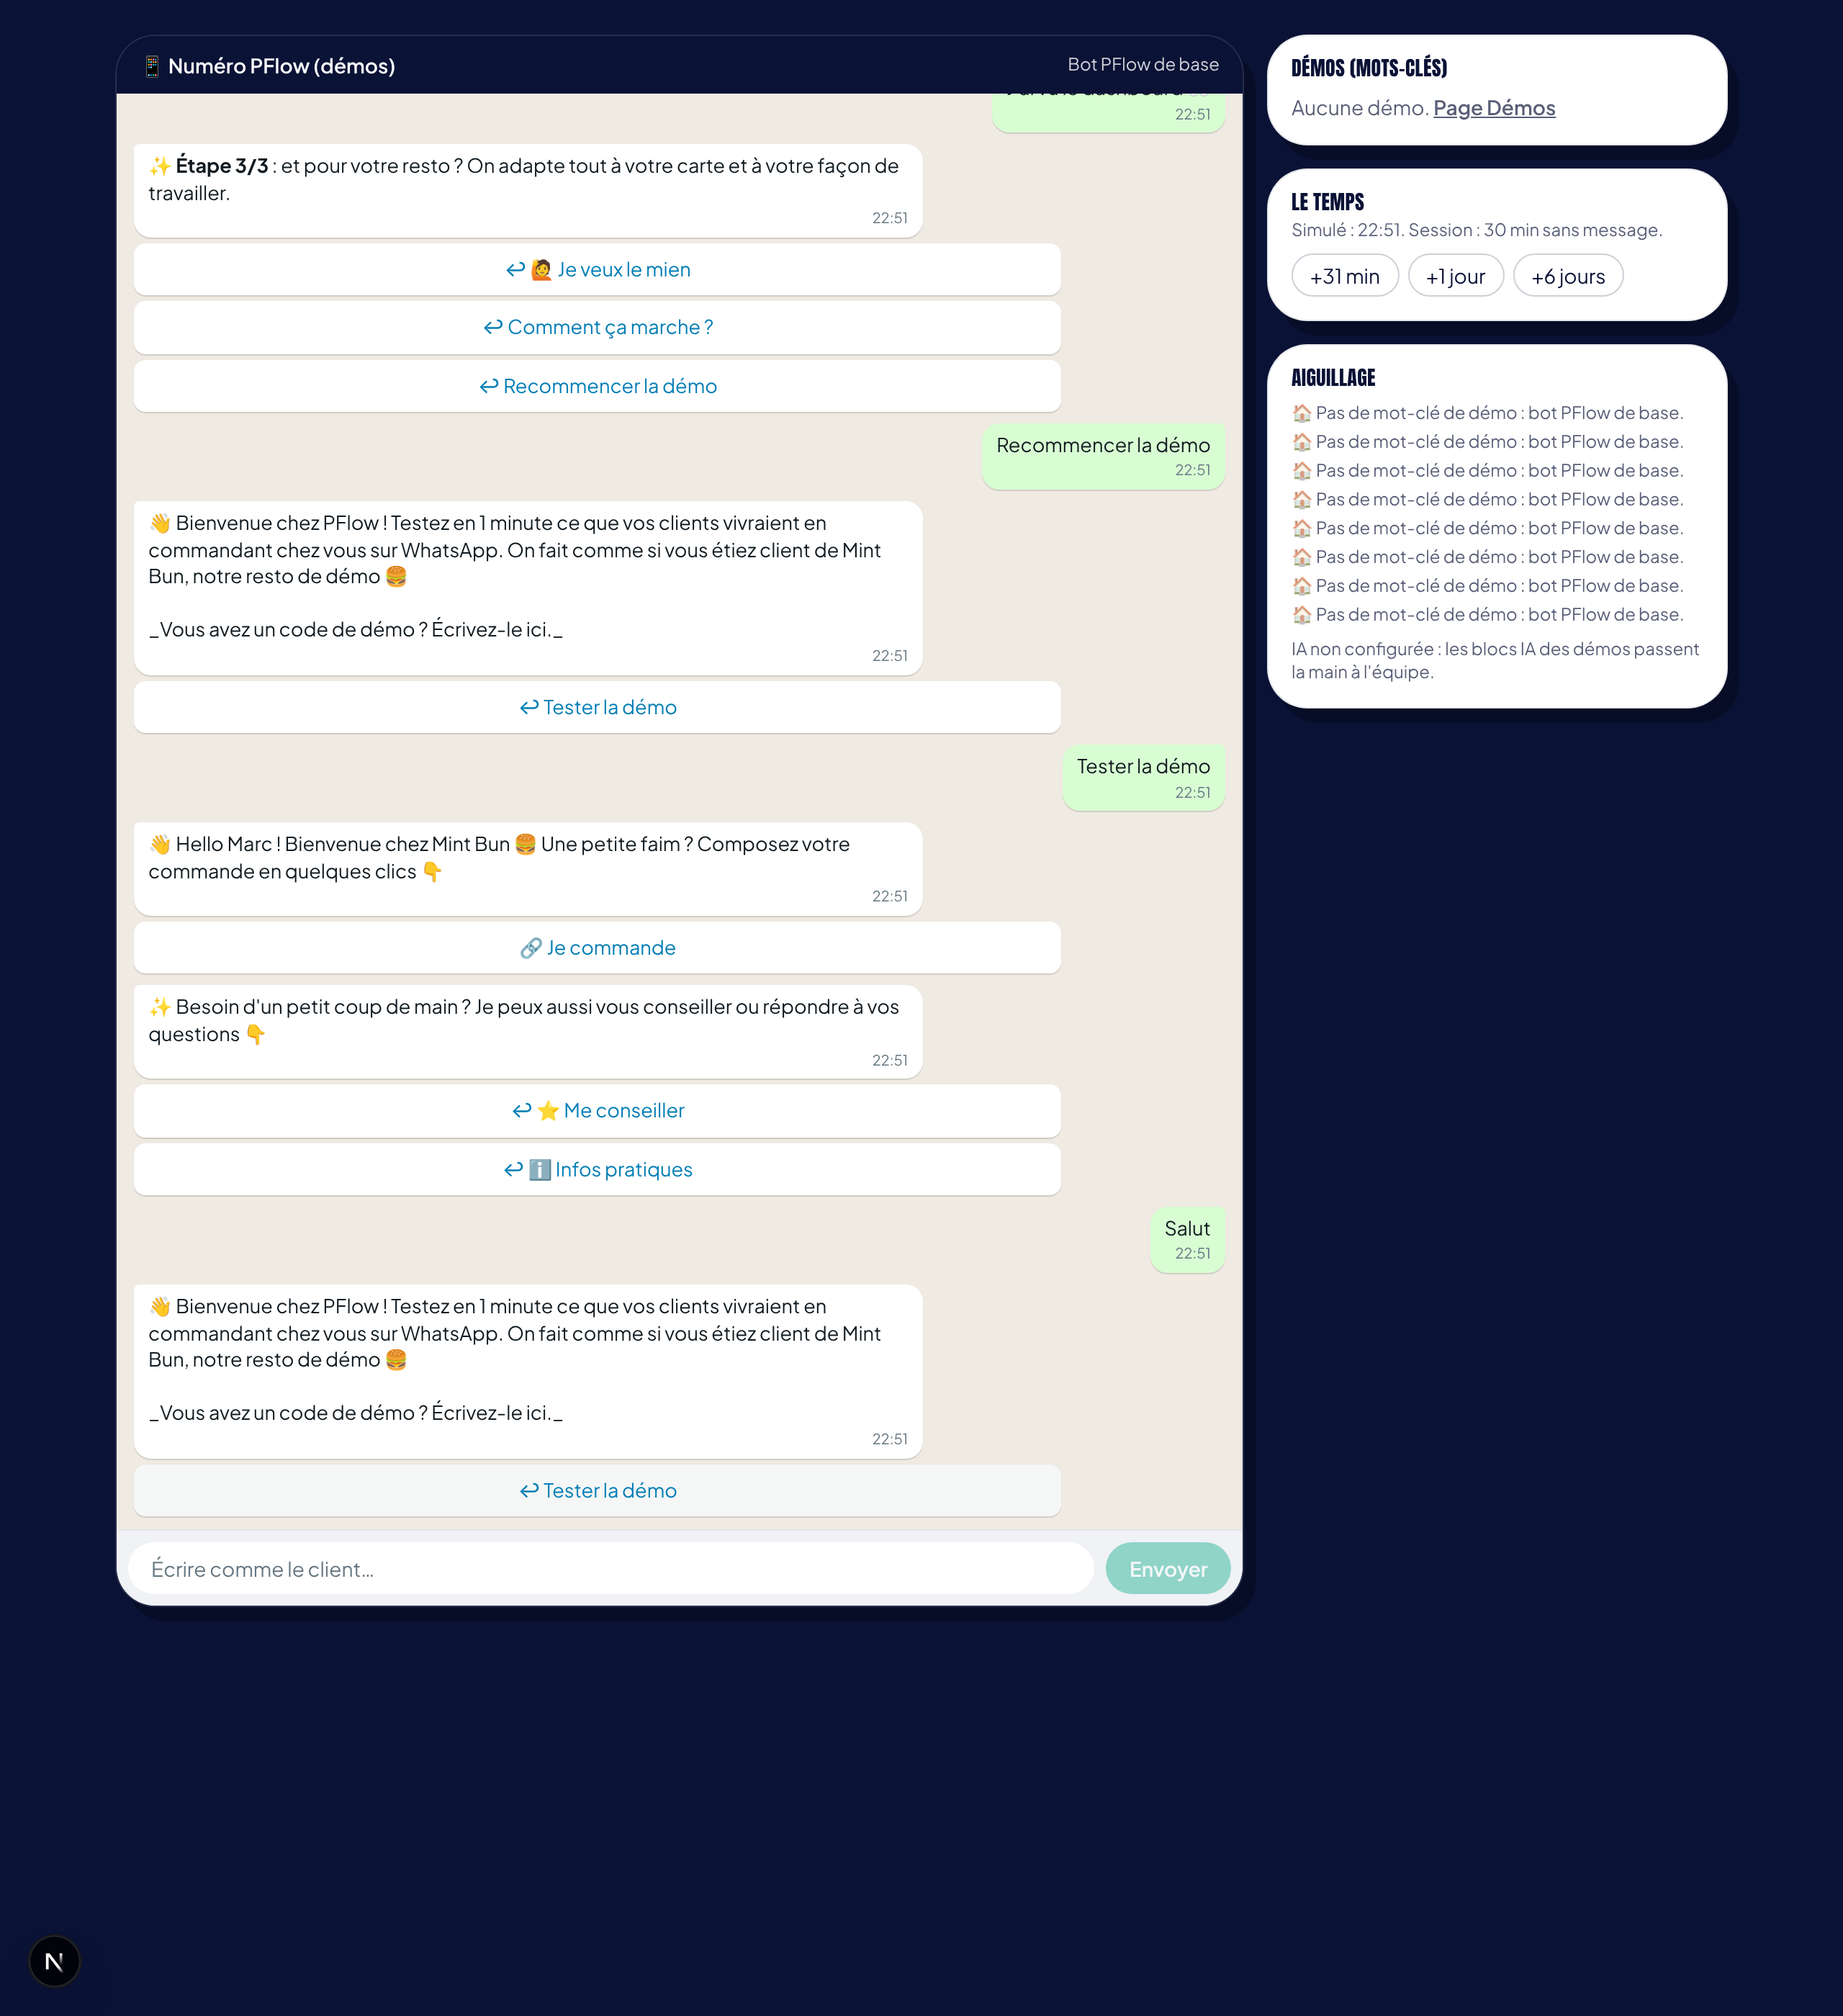 📱 Numéro PFlow (démos)
Bot PFlow de base
22:51
✨ Étape 3/3 : et pour votre resto ? On adapte tout à votre carte et à votre façon de
travailler.
22:51
↩ 🙋 Je veux le mien
↩ Comment ça marche ?
↩ Recommencer la démo
Recommencer la démo
22:51
👋 Bienvenue chez PFlow ! Testez en 1 minute ce que vos clients vivraient en
commandant chez vous sur WhatsApp. On fait comme si vous étiez client de Mint
Bun, notre resto de démo 🍔
_Vous avez un code de démo ? Écrivez-le ici._
22:51
↩ Tester la démo
Tester la démo
22:51
👋 Hello Marc ! Bienvenue chez Mint Bun 🍔 Une petite faim ? Composez votre
commande en quelques clics 👇
22:51
🔗 Je commande
✨ Besoin d'un petit coup de main ? Je peux aussi vous conseiller ou répondre à vos
questions 👇
22:51
↩ ⭐ Me conseiller
↩ ℹ️ Infos pratiques
Salut
22:51
👋 Bienvenue chez PFlow ! Testez en 1 minute ce que vos clients vivraient en
commandant chez vous sur WhatsApp. On fait comme si vous étiez client de Mint
Bun, notre resto de démo 🍔
_Vous avez un code de démo ? Écrivez-le ici._
22:51
↩ Tester la démo
Écrire comme le client...
Envoyer
DÉMOS (MOTS-CLÉS)
Aucune démo. Page Démos
LE TEMPS
Simulé : 22:51. Session : 30 min sans message.
+31 min
+1 jour
+6 jours
AIGUILLAGE
🏠 Pas de mot-clé de démo : bot PFlow de base.
🏠 Pas de mot-clé de démo : bot PFlow de base.
🏠 Pas de mot-clé de démo : bot PFlow de base.
🏠 Pas de mot-clé de démo : bot PFlow de base.
🏠 Pas de mot-clé de démo : bot PFlow de base.
🏠 Pas de mot-clé de démo : bot PFlow de base.
🏠 Pas de mot-clé de démo : bot PFlow de base.
🏠 Pas de mot-clé de démo : bot PFlow de base.
IA non configurée : les blocs IA des démos passent
la main à l'équipe.
N